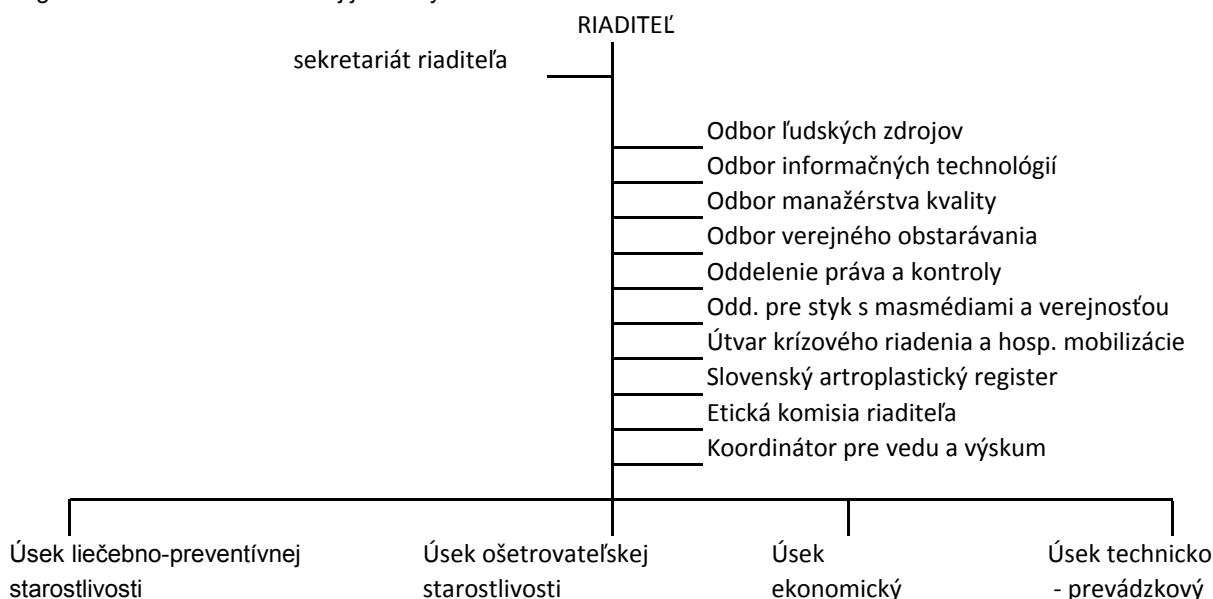 RIADITEĽ
sekretariát riaditeľa
Odbor ľudských zdrojov
Odbor informačných technológií
Odbor manažérstva kvality
Odbor verejného obstarávania
Oddelenie práva a kontroly
Odd. pre styk s masmédiami a verejnosťou
Útvar krízového riadenia a hosp. mobilizácie
Slovenský artroplastický register
Etická komisia riaditeľa
Koordinátor pre vedu a výskum
Úsek liečebno-preventívnej
starostlivosti
Úsek ošetrovateľskej
starostlivosti
Úsek
ekonomický
Úsek technicko
- prevádzkový